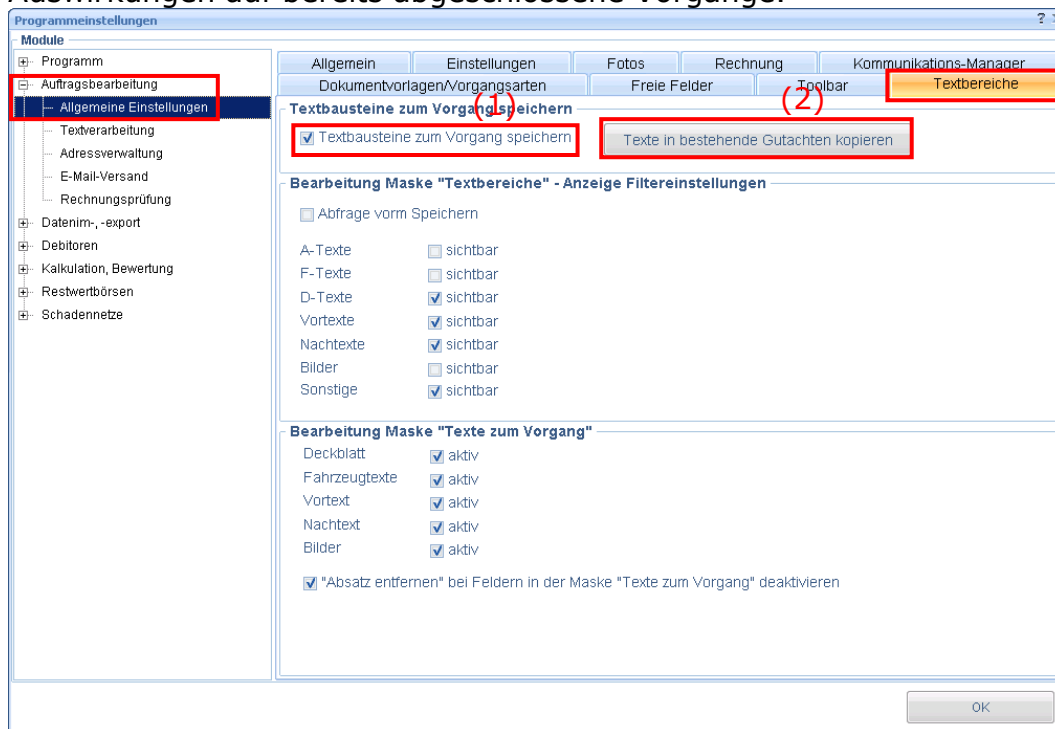 Auswirkungen auf bereits abgeschlossene Vorgänge.
Programmeinstellungen ?
Module
Programm
Auftragsbearbeitung
Allgemeine Einstellungen
Textverarbeitung
Adressverwaltung
E-Mail-Versand
Rechnungsprüfung
Datenim-, -export
Debitoren
Kalkulation, Bewertung
Restwertbörsen
Schadennetze
Allgemein Einstellungen Fotos Rechnung Kommunikations-Manager
Dokumentvorlagen/Vorgangsarten Freie Felder Toolbar Textbereiche
(1) (2)
Textbausteine zum Vorgang speichern
Textbausteine zum Vorgang speichern Texte in bestehende Gutachten kopieren
Bearbeitung Maske "Textbereiche" - Anzeige Filtereinstellungen
Abfrage vorm Speichern
A-Texte sichtbar
F-Texte sichtbar
D-Texte sichtbar
Vortexte sichtbar
Nachtexte sichtbar
Bilder sichtbar
Sonstige sichtbar
Bearbeitung Maske "Texte zum Vorgang"
Deckblatt aktiv
Fahrzeugtexte aktiv
Vortext aktiv
Nachtext aktiv
Bilder aktiv
"Absatz entfernen" bei Feldern in der Maske "Texte zum Vorgang" deaktivieren
OK